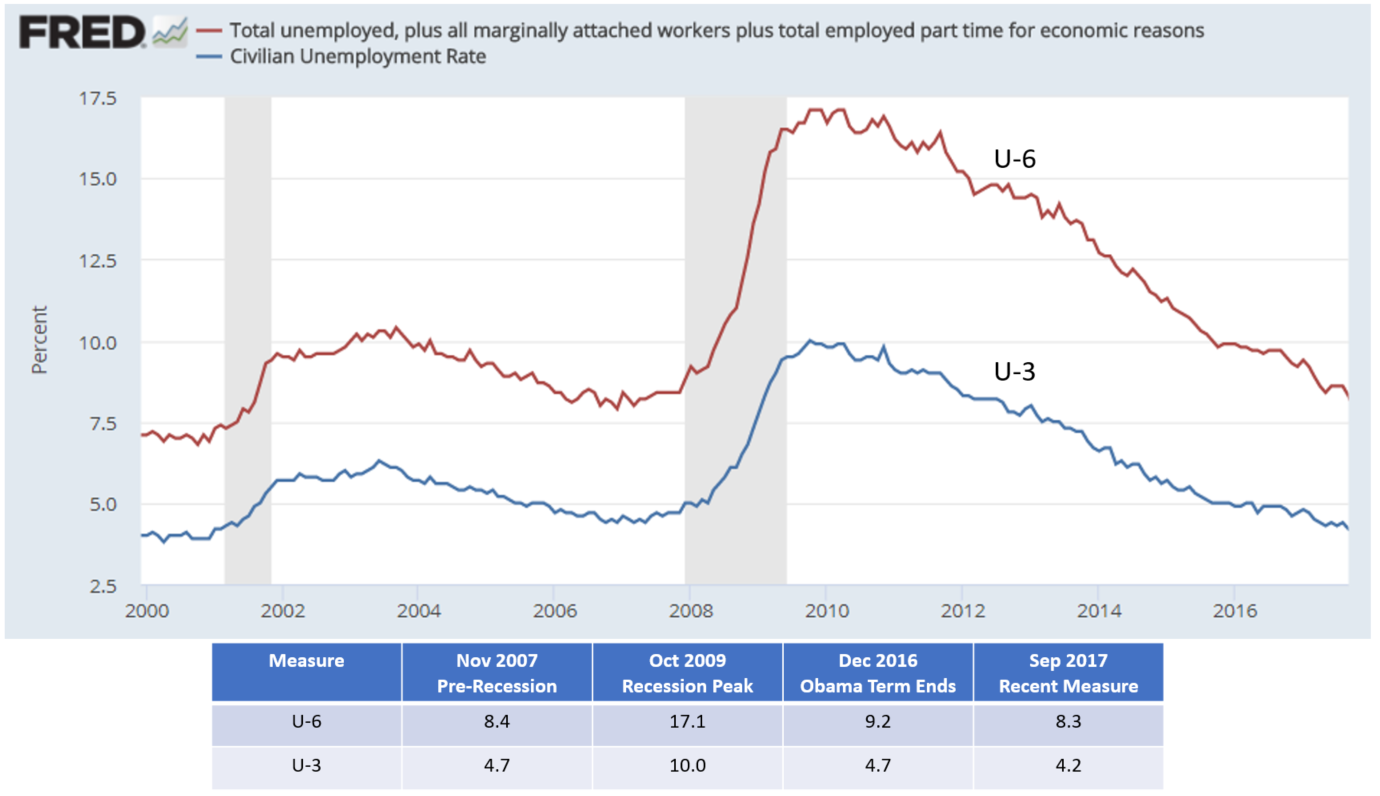 FRED
Total unemployed, plus all marginally attached workers plus total employed part time for economic reasons
Civilian Unemployment Rate
17.5
15.0
12.5
10.0
7.5
5.0
2.5
Percent
U-6
U-3
2000 2002 2004 2006 2008 2010 2012 2014 2016
Measure Nov 2007 Oct 2009 Dec 2016 Sep 2017
Pre-Recession Recession Peak Obama Term Ends Recent Measure
U-6 8.4 17.1 9.2 8.3
U-3 4.7 10.0 4.7 4.2